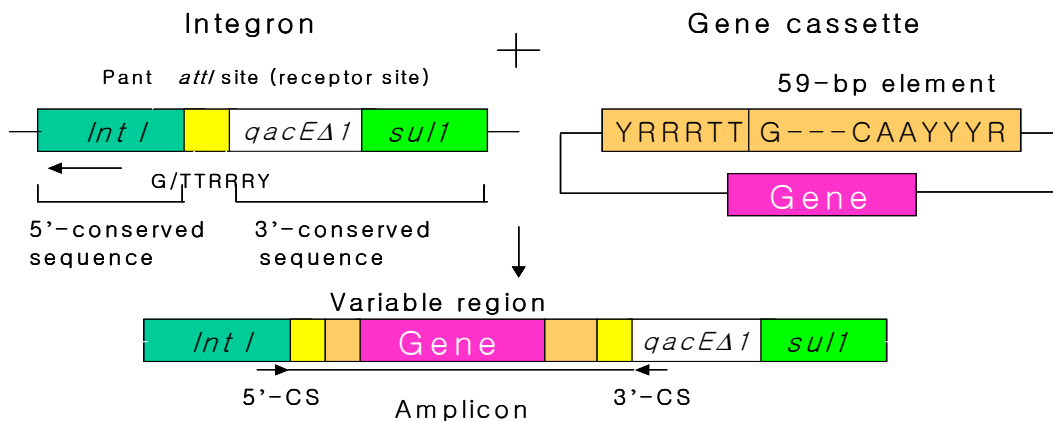 Integron
Gene cassette
Pant attI site (receptor site)
59-bp element
Int I
qacEΔ1
sul1
YRRRTT
G---CAAYYYR
G/TTRRRY
Gene
5'-conserved
sequence
3'-conserved
sequence
Variable region
Int I
Gene
qacEΔ1
sul1
5'-CS
3'-CS
Amplicon